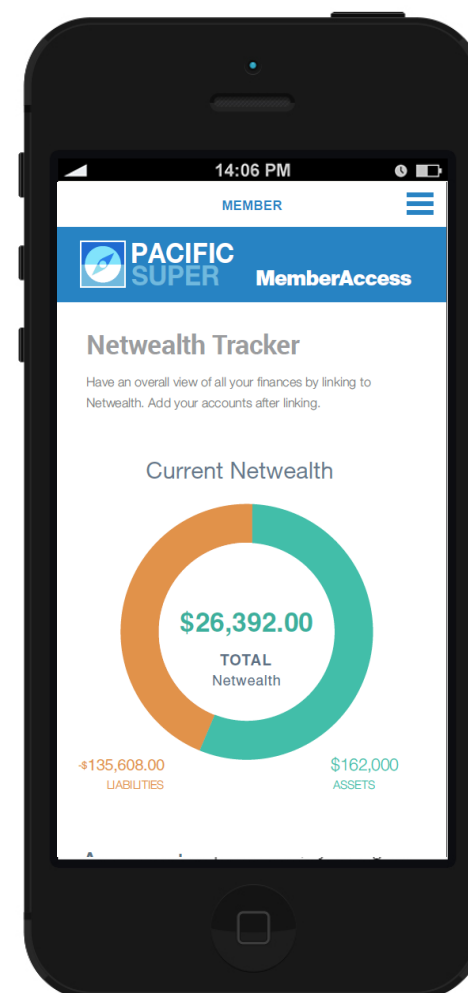 14:06 PM
MEMBER
PACIFIC
SUPER
MemberAccess
Netwealth Tracker
Have an overall view of all your finances by linking to
Netwealth. Add your accounts after linking.
Current Netwealth
$26,392.00
TOTAL
Netwealth
-$135,608.00
LIABILITIES
$162,000
ASSETS